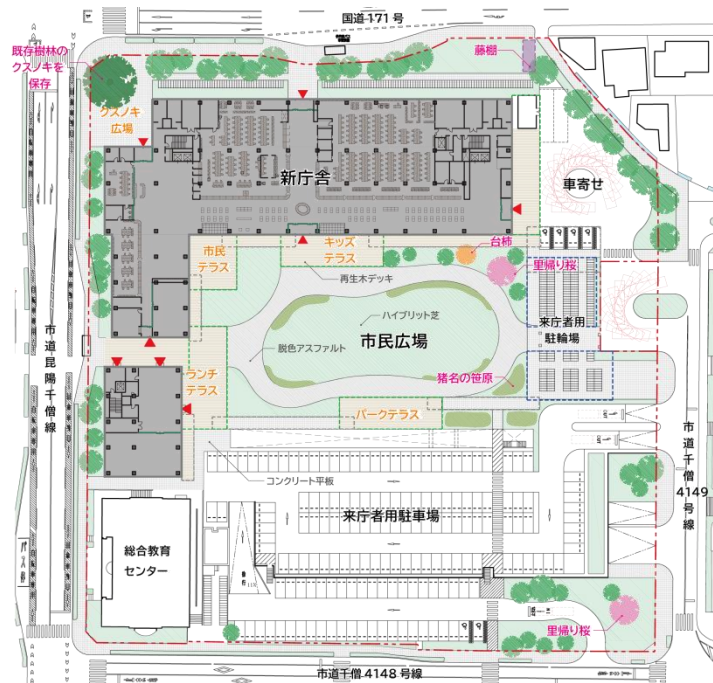 国道171号
既存樹林の
クスノキを
保存
藤棚
クスノキ
広場
新庁舎
車寄せ
市民
テラス
キッズ
テラス
台柿
里帰り桜
再生木デッキ
ハイブリット芝
来庁者用
駐輪場
市民広場
脱色アスファルト
ランチ
テラス
猪名の笹原
パークテラス
市道昆陽千僧線
市道千僧4149号線
コンクリート平板
来庁者用駐車場
総合教育
センター
里帰り桜
市道千僧4148号線